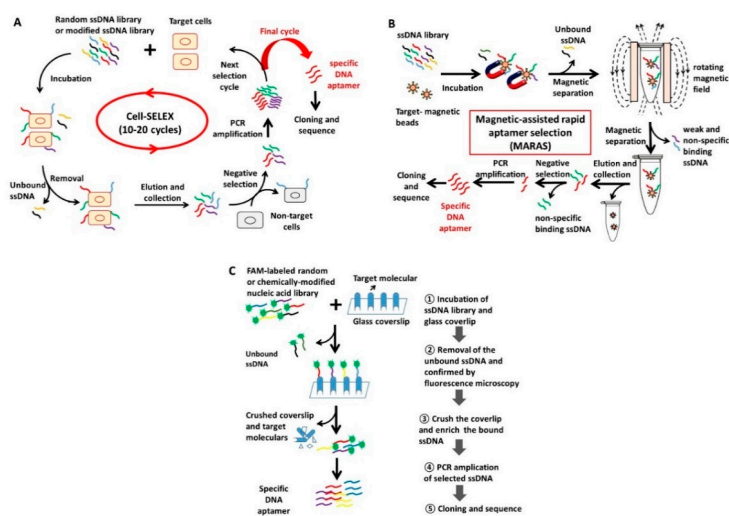 A
Random ssDNA library
or modified ssDNA library
Target cells
Incubation
Next
selection
cycle
Final cycle
specific
DNA
aptamer
Cloning and
sequence
Cell-SELEX
(10-20 cycles)
PCR
amplification
Unbound
ssDNA
Removal
Elution and
collection
Negative
selection
Non-target
cells
B
ssDNA library
Target- magnetic
beads
Incubation
Unbound
ssDNA
Magnetic
separation
rotating
magnetic
field
Magnetic-assisted rapid
aptamer selection
(MARAS)
Magnetic
separation
weak and
non-specific
binding
ssDNA
Cloning
and
sequence
PCR
amplification
Negative
selection
Elution and
collection
Specific
DNA
aptamer
non-specific
binding ssDNA
C
FAM-labeled random
or chemically-modified
nucleic acid library
Target molecular
Glass coverslip
Unbound
ssDNA
Crushed coverslip
and target
moleculars
Specific
DNA
aptamer
① Incubation of
ssDNA library and
glass coverlip
② Removal of the
unbound ssDNA and
confirmed by
fluorescence microscopy
③ Crush the coverlip
and enrich the bound
ssDNA
④ PCR amplication
of selected ssDNA
⑤ Cloning and sequence